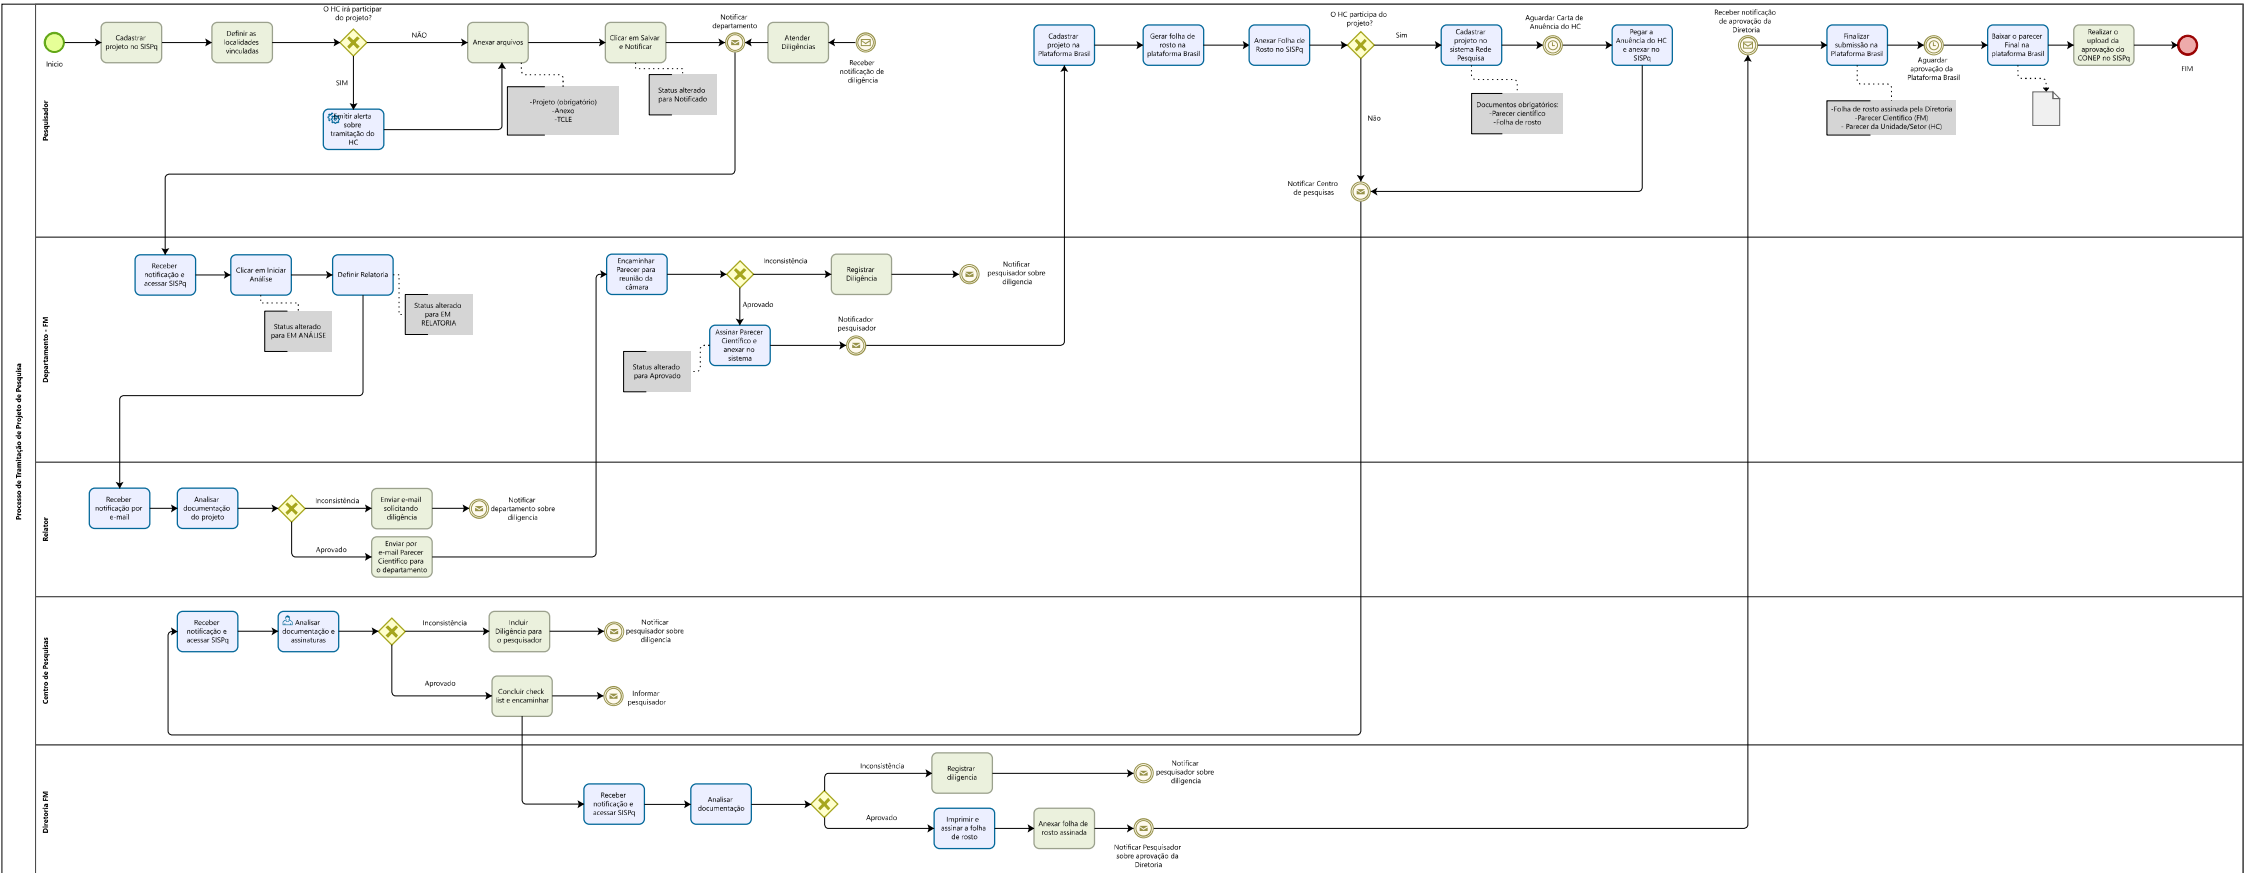 Processo de Tramitação de Projeto de Pesquisa
Pesquisador
Inicio
Cadastrar
projeto no SISPq
Definir as
localidades
vinculadas
O HC irá participar
do projeto?
NÃO
SIM
Emitir alerta
sobre
tramitação do
HC
Anexar arquivos
-Projeto (obrigatório)
-Anexo
-TCLE
Clicar em Salvar
e Notificar
Status alterado
para Notificado
Notificar
departamento
Atender
Diligências
Receber
notificação de
diligência
Cadastrar
projeto na
Plataforma Brasil
Gerar folha de
rosto na
plataforma Brasil
Anexar Folha de
Rosto no SISPq
O HC participa do
projeto?
Sim
Não
Cadastrar
projeto no
sistema Rede
Pesquisa
Documentos obrigatórios:
-Parecer científico
-Folha de rosto
Aguardar Carta de
Anuência do HC
Pegar a
Anuência do HC
e anexar no
SISPq
Notificar Centro
de pesquisas
Receber notificação
de aprovação da
Diretoria
Finalizar
submissão na
Plataforma Brasil
-Folha de rosto assinada pela Diretoria
-Parecer Cientifico (FM)
- Parecer da Unidade/Setor (HC)
Aguardar
aprovação da
Plataforma Brasil
Baixar o parecer
Final na
plataforma Brasil
Realizar o
upload da
aprovação do
CONEP no SISPq
FIM
Departamento - FM
Receber
notificação e
acessar SISPq
Clicar em Iniciar
Análise
Status alterado
para EM ANÁLISE
Definir Relatoria
Status alterado
para EM
RELATORIA
Encaminhar
Parecer para
reunião da
câmara
Inconsistência
Aprovado
Registrar
Diligência
Notificar
pesquisador sobre
diligencia
Assinar Parecer
Científico e
anexar no
sistema
Status alterado
para Aprovado
Notificador
pesquisador
Relator
Receber
notificação por
e-mail
Analisar
documentação
do projeto
Inconsistência
Aprovado
Enviar e-mail
solicitando
diligência
Notificar
departamento sobre
diligencia
Enviar por
e-mail Parecer
Científico para
o departamento
Centro de Pesquisas
Receber
notificação e
acessar SISPq
Analisar
documentação e
assinaturas
Inconsistência
Aprovado
Incluir
Diligência para
o pesquisador
Notificar
pesquisador sobre
diligencia
Concluir check
list e encaminhar
Informar
pesquisador
Diretoria FM
Receber
notificação e
acessar SISPq
Analisar
documentação
Inconsistência
Aprovado
Registrar
diligencia
Notificar
pesquisador sobre
diligencia
Imprimir e
assinar a folha
de rosto
Anexar folha de
rosto assinada
Notificar Pesquisador
sobre aprovação da
Diretoria